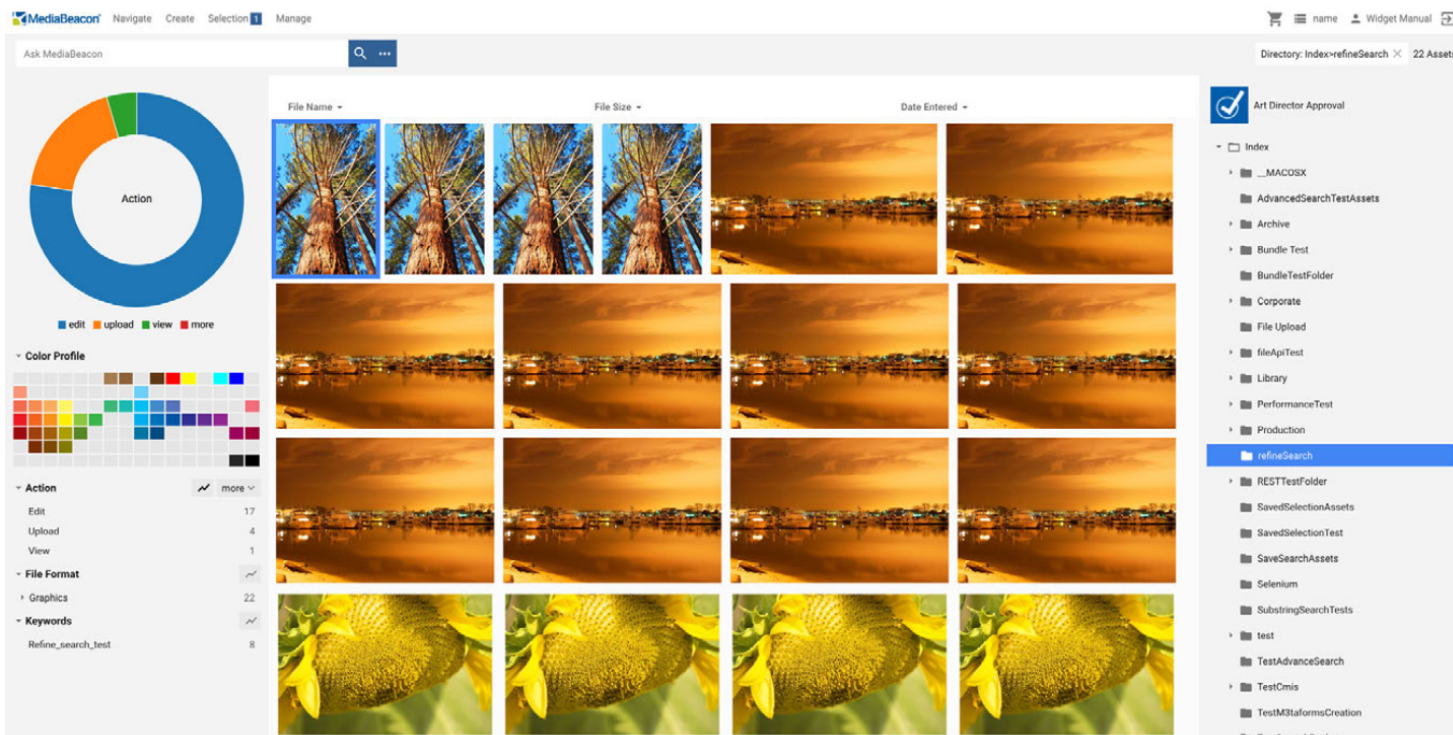 MediaBeacon Navigate Create Selection 1 Manage name Widget Manual
Ask MediaBeacon
Directory: Index>refineSearch 22 Assets
File Name File Size Date Entered
Action
edit upload view more
Color Profile
Action more
Edit 17
Upload 4
View 1
File Format
Graphics 22
Keywords
Refine_search_test 8
Art Director Approval
Index
__MACOSX
AdvancedSearchTestAssets
Archive
Bundle Test
BundleTestFolder
Corporate
File Upload
fileApiTest
Library
PerformanceTest
Production
refineSearch
RESTTestFolder
SavedSelectionAssets
SavedSelectionTest
SaveSearchAssets
Selenium
SubstringSearchTests
test
TestAdvanceSearch
TestCmis
TestM3taformsCreation